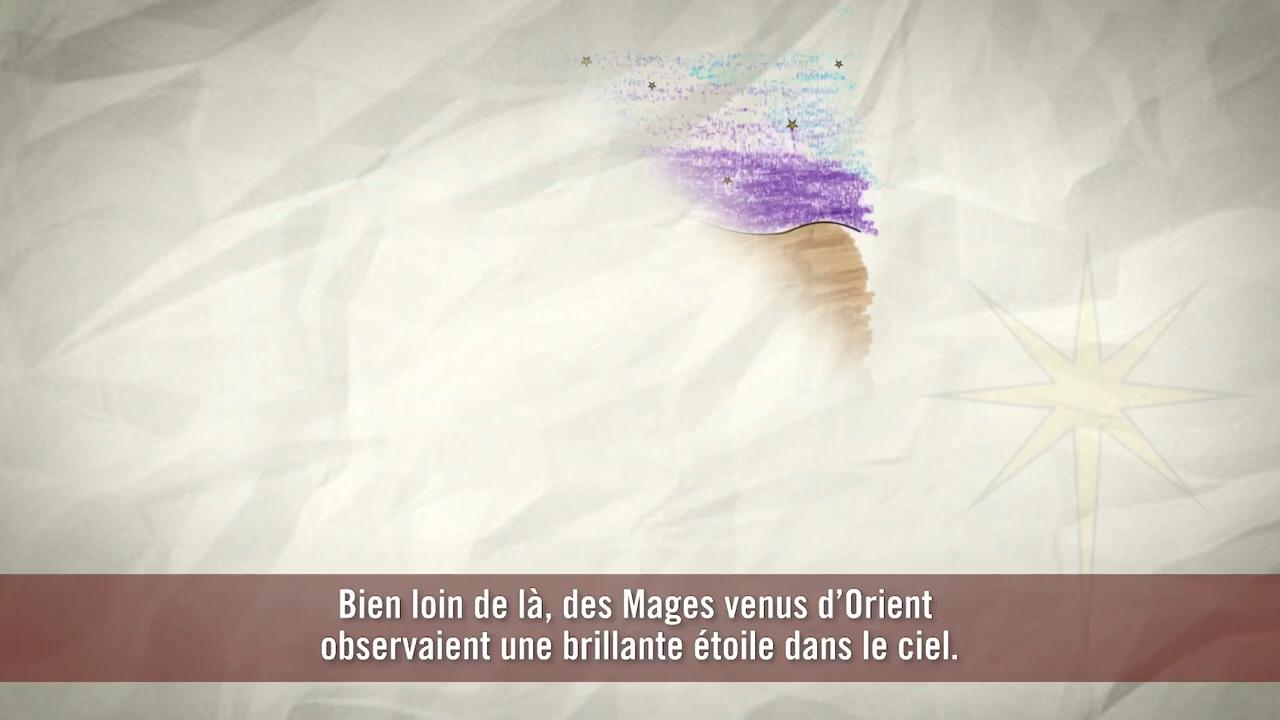 Bien loin de là, des Mages venus d’Orient
observaient une brillante étoile dans le ciel.